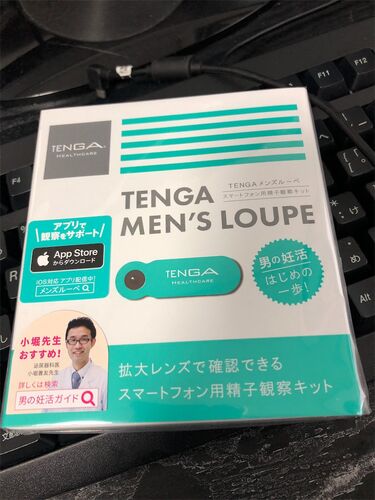 TENGA
HEALTHCARE
TENGA
MEN'S LOUPE
TENGAメンズルーペ
スマートフォン用精子観察キット
アプリで
観察をサポート
App Store
からダウンロード
iOS対応アプリ配信中!
メンズルーペ
TENGA
HEALTHCARE
男の妊活
はじめの
一歩!
小堀先生
おすすめ!
泌尿器科医
小堀善友先生
詳しくは検索
男の妊活ガイド
拡大レンズで確認できる
スマートフォン用精子観察キット
F11
F12